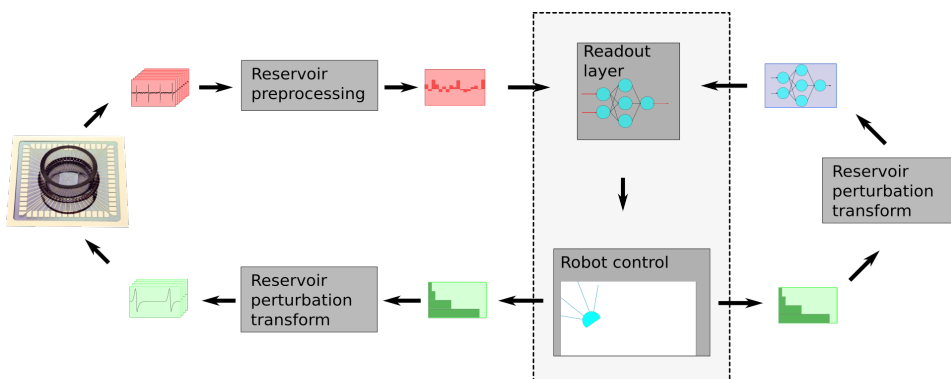 Reservoir
preprocessing
Readout
layer
Reservoir
perturbation
transform
Robot control
Reservoir
perturbation
transform